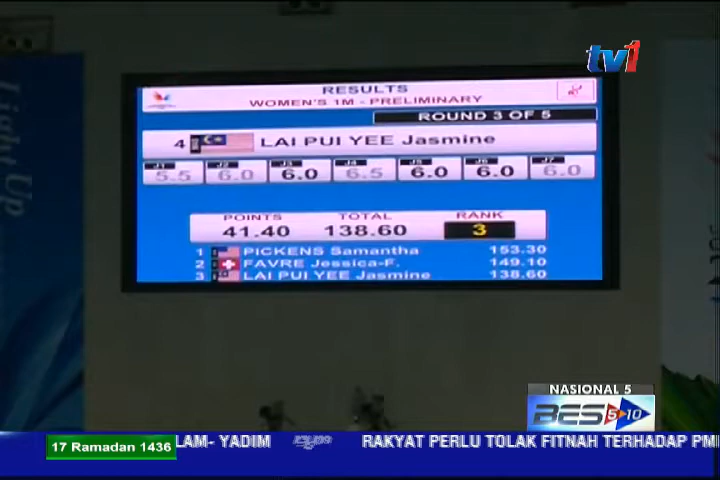 tv1
RESULTS
WOMEN'S 1M - PRELIMINARY
ROUND 3 OF 5
4 LAI PUI YEE Jasmine
J1 J2 J3 J4 J5 J6 J7
5.5 6.0 6.0 6.5 6.0 6.0 6.0
POINTS TOTAL RANK
41.40 138.60 3
1 PICKENS Samantha 153.30
2 FAVRE Jessica-F. 149.10
3 LAI PUI YEE Jasmine 138.60
Light Up
NASIONAL 5
BES 5>10
17 Ramadan 1436 LAM- YADIM RAKYAT PERLU TOLAK FITNAH TERHADAP PM